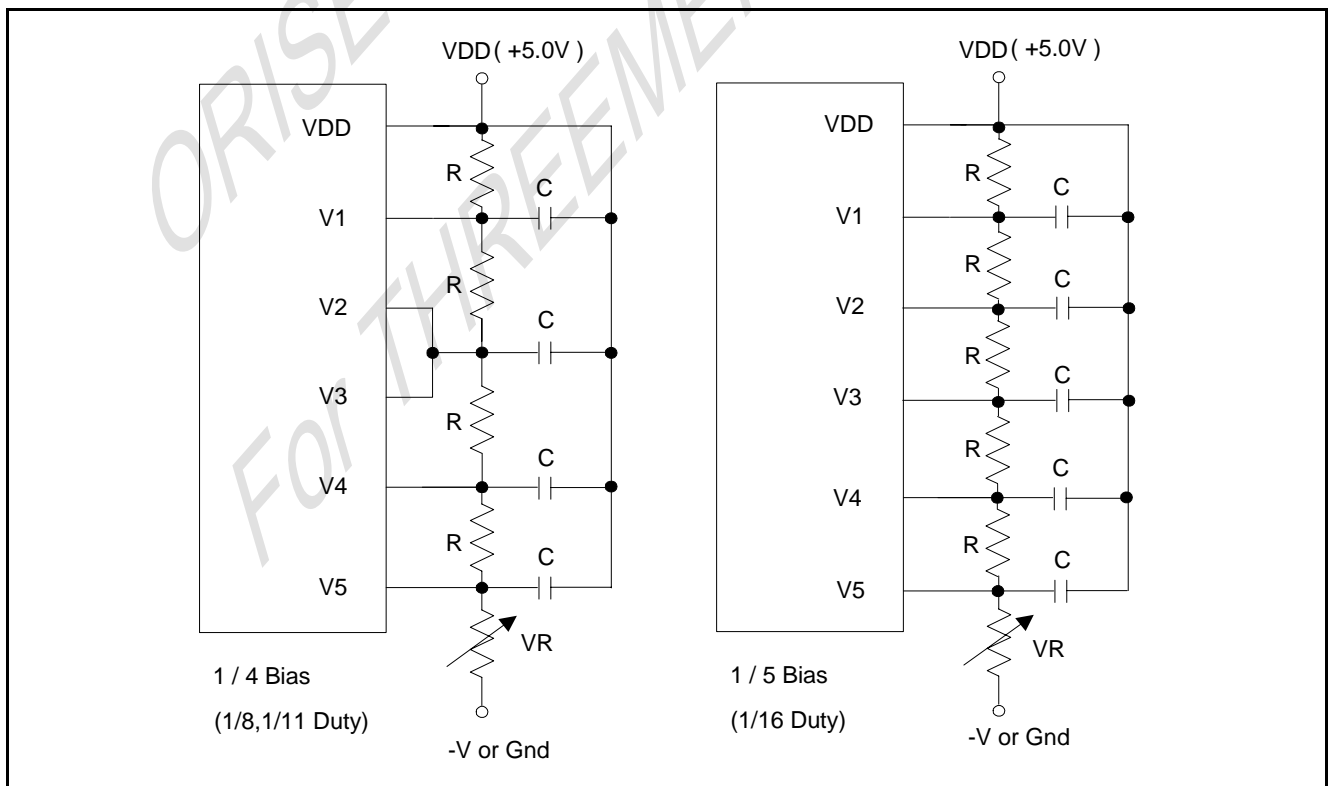 ORISE
For THREEME
VDD ( +5.0V )
VDD
R
C
V1
R
V2
C
V3
R
C
V4
R
C
V5
VR
1 / 4 Bias
(1/8,1/11 Duty)
-V or Gnd
VDD ( +5.0V )
VDD
R
C
V1
R
C
V2
R
C
V3
R
C
V4
R
C
V5
VR
1 / 5 Bias
(1/16 Duty)
-V or Gnd